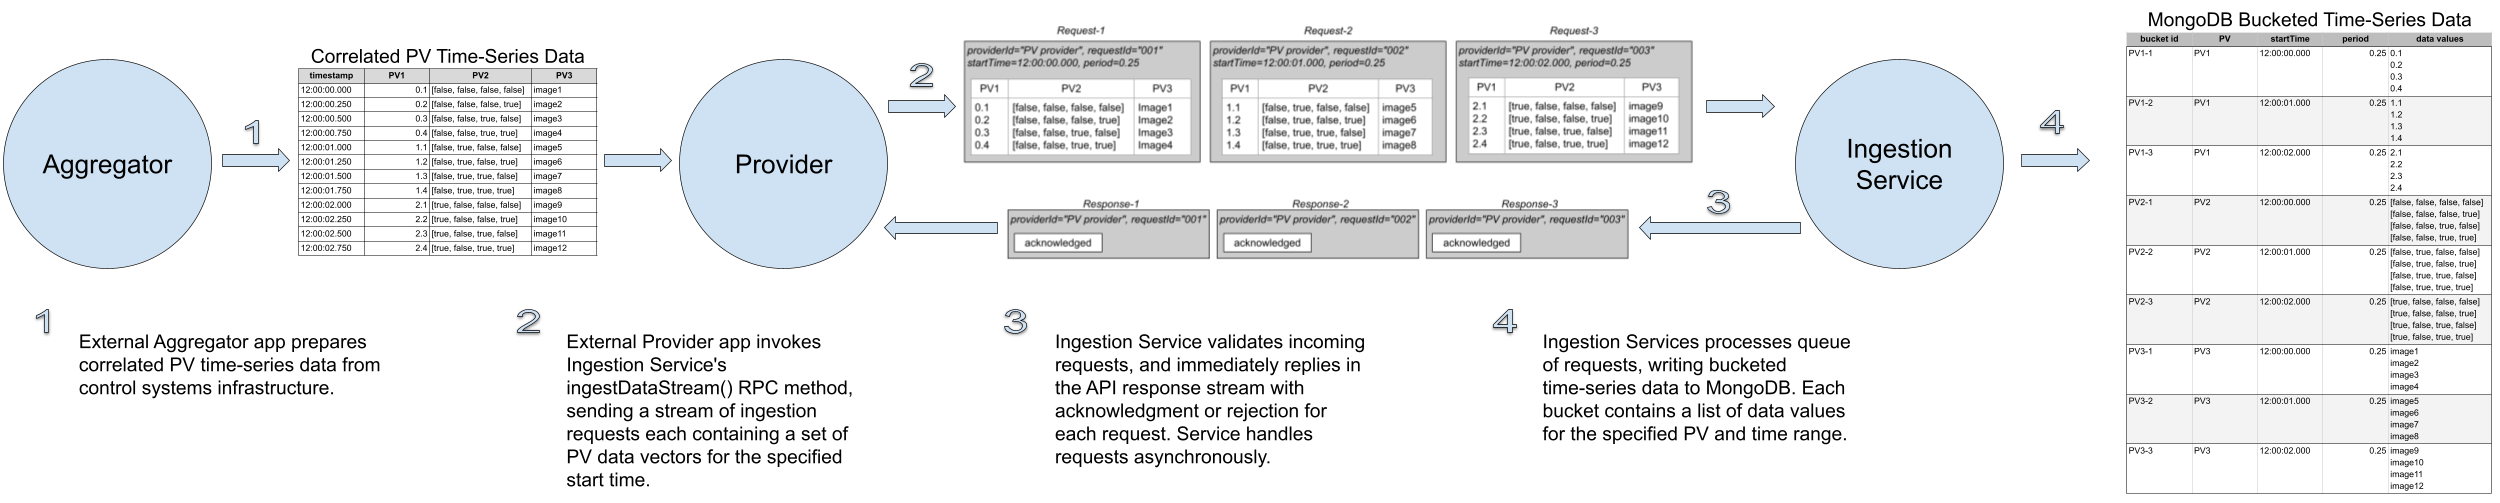 Aggregator
1
Correlated PV Time-Series Data
timestamp PV1 PV2 PV3
12:00:00.000 0.1 [false, false, false, false] image1
12:00:00.250 0.2 [false, false, false, true] image2
12:00:00.500 0.3 [false, false, true, false] image3
12:00:00.750 0.4 [false, false, true, true] image4
12:00:01.000 1.1 [false, true, false, false] image5
12:00:01.250 1.2 [false, true, false, true] image6
12:00:01.500 1.3 [false, true, true, false] image7
12:00:01.750 1.4 [false, true, true, true] image8
12:00:02.000 2.1 [true, false, false, false] image9
12:00:02.250 2.2 [true, false, false, true] image10
12:00:02.500 2.3 [true, false, true, false] image11
12:00:02.750 2.4 [true, false, true, true] image12
Provider
2
Request-1
providerId="PV provider", requestId="001"
startTime=12:00:00.000, period=0.25
PV1 PV2 PV3
0.1 [false, false, false, false] Image1
0.2 [false, false, false, true] Image2
0.3 [false, false, true, false] Image3
0.4 [false, false, true, true] Image4
Request-2
providerId="PV provider", requestId="002"
startTime=12:00:01.000, period=0.25
PV1 PV2 PV3
1.1 [false, true, false, false] image5
1.2 [false, true, false, true] image6
1.3 [false, true, true, false] image7
1.4 [false, true, true, true] image8
Request-3
providerId="PV provider", requestId="003"
startTime=12:00:02.000, period=0.25
PV1 PV2 PV3
2.1 [true, false, false, false] image9
2.2 [true, false, false, true] image10
2.3 [true, false, true, false] image11
2.4 [true, false, true, true] image12
Response-1
providerId="PV provider", requestId="001"
acknowledged
Response-2
providerId="PV provider", requestId="002"
acknowledged
Response-3
providerId="PV provider", requestId="003"
acknowledged
3
Ingestion
Service
4
MongoDB Bucketed Time-Series Data
bucket id PV startTime period data values
PV1-1 PV1 12:00:00.000 0.25 0.1
0.2
0.3
0.4
PV1-2 PV1 12:00:01.000 0.25 1.1
1.2
1.3
1.4
PV1-3 PV1 12:00:02.000 0.25 2.1
2.2
2.3
2.4
PV2-1 PV2 12:00:00.000 0.25 [false, false, false, false]
[false, false, false, true]
[false, false, true, false]
[false, false, true, true]
PV2-2 PV2 12:00:01.000 0.25 [false, true, false, false]
[false, true, false, true]
[false, true, true, false]
[false, true, true, true]
PV2-3 PV2 12:00:02.000 0.25 [true, false, false, false]
[true, false, false, true]
[true, false, true, false]
[true, false, true, true]
PV3-1 PV3 12:00:00.000 0.25 image1
image2
image3
image4
PV3-2 PV3 12:00:01.000 0.25 image5
image6
image7
image8
PV3-3 PV3 12:00:02.000 0.25 image9
image10
image11
image12
1
External Aggregator app prepares
correlated PV time-series data from
control systems infrastructure.
2
External Provider app invokes
Ingestion Service's
ingestDataStream() RPC method,
sending a stream of ingestion
requests each containing a set of
PV data vectors for the specified
start time.
3
Ingestion Service validates incoming
requests, and immediately replies in
the API response stream with
acknowledgment or rejection for
each request. Service handles
requests asynchronously.
4
Ingestion Services processes queue
of requests, writing bucketed
time-series data to MongoDB. Each
bucket contains a list of data values
for the specified PV and time range.